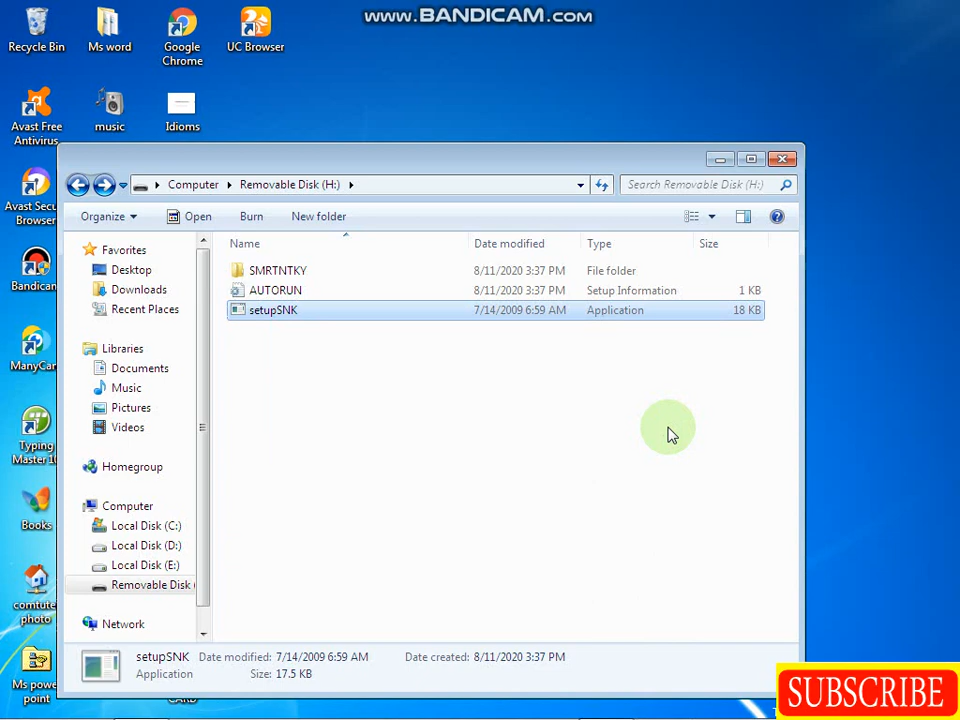 www.BANDICAM.com
Recycle Bin
Ms word
Google Chrome
UC Browser
Avast Free Antivirus
music
Idioms
Avast Secu
Browser
Bandican
ManyCar
Typing
Master 10
Books
comtute
photo
Ms powe
point
Computer
Removable Disk (H:)
Search Removable Disk (H:)
Organize
Open
Burn
New folder
Name
Date modified
Type
Size
SMRTNTKY 8/11/2020 3:37 PM File folder
AUTORUN 8/11/2020 3:37 PM Setup Information 1 KB
setupSNK 7/14/2009 6:59 AM Application 18 KB
Favorites
Desktop
Downloads
Recent Places
Libraries
Documents
Music
Pictures
Videos
Homegroup
Computer
Local Disk (C:)
Local Disk (D:)
Local Disk (E:)
Removable Disk (
Network
setupSNK Date modified: 7/14/2009 6:59 AM Date created: 8/11/2020 3:37 PM
Application Size: 17.5 KB
SUBSCRIBE